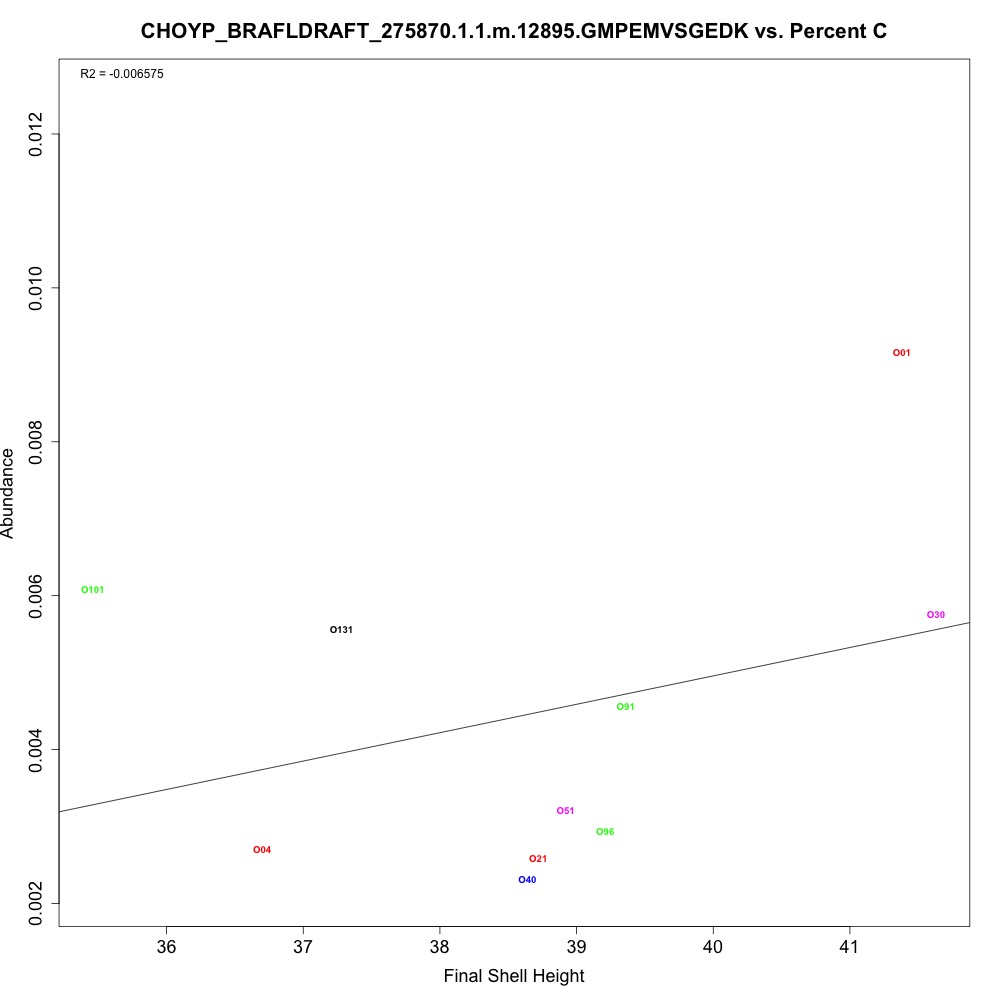 CHOYP_BRAFLDRAFT_275870.1.1.m.12895.GMPEMVSGEDK vs. Percent C
R2 = -0.006575
0.012
0.010
O01
0.008
Abundance
0.006
O101
O30
O131
O91
0.004
O51
O96
O04
O21
O40
0.002
36 37 38 39 40 41
Final Shell Height